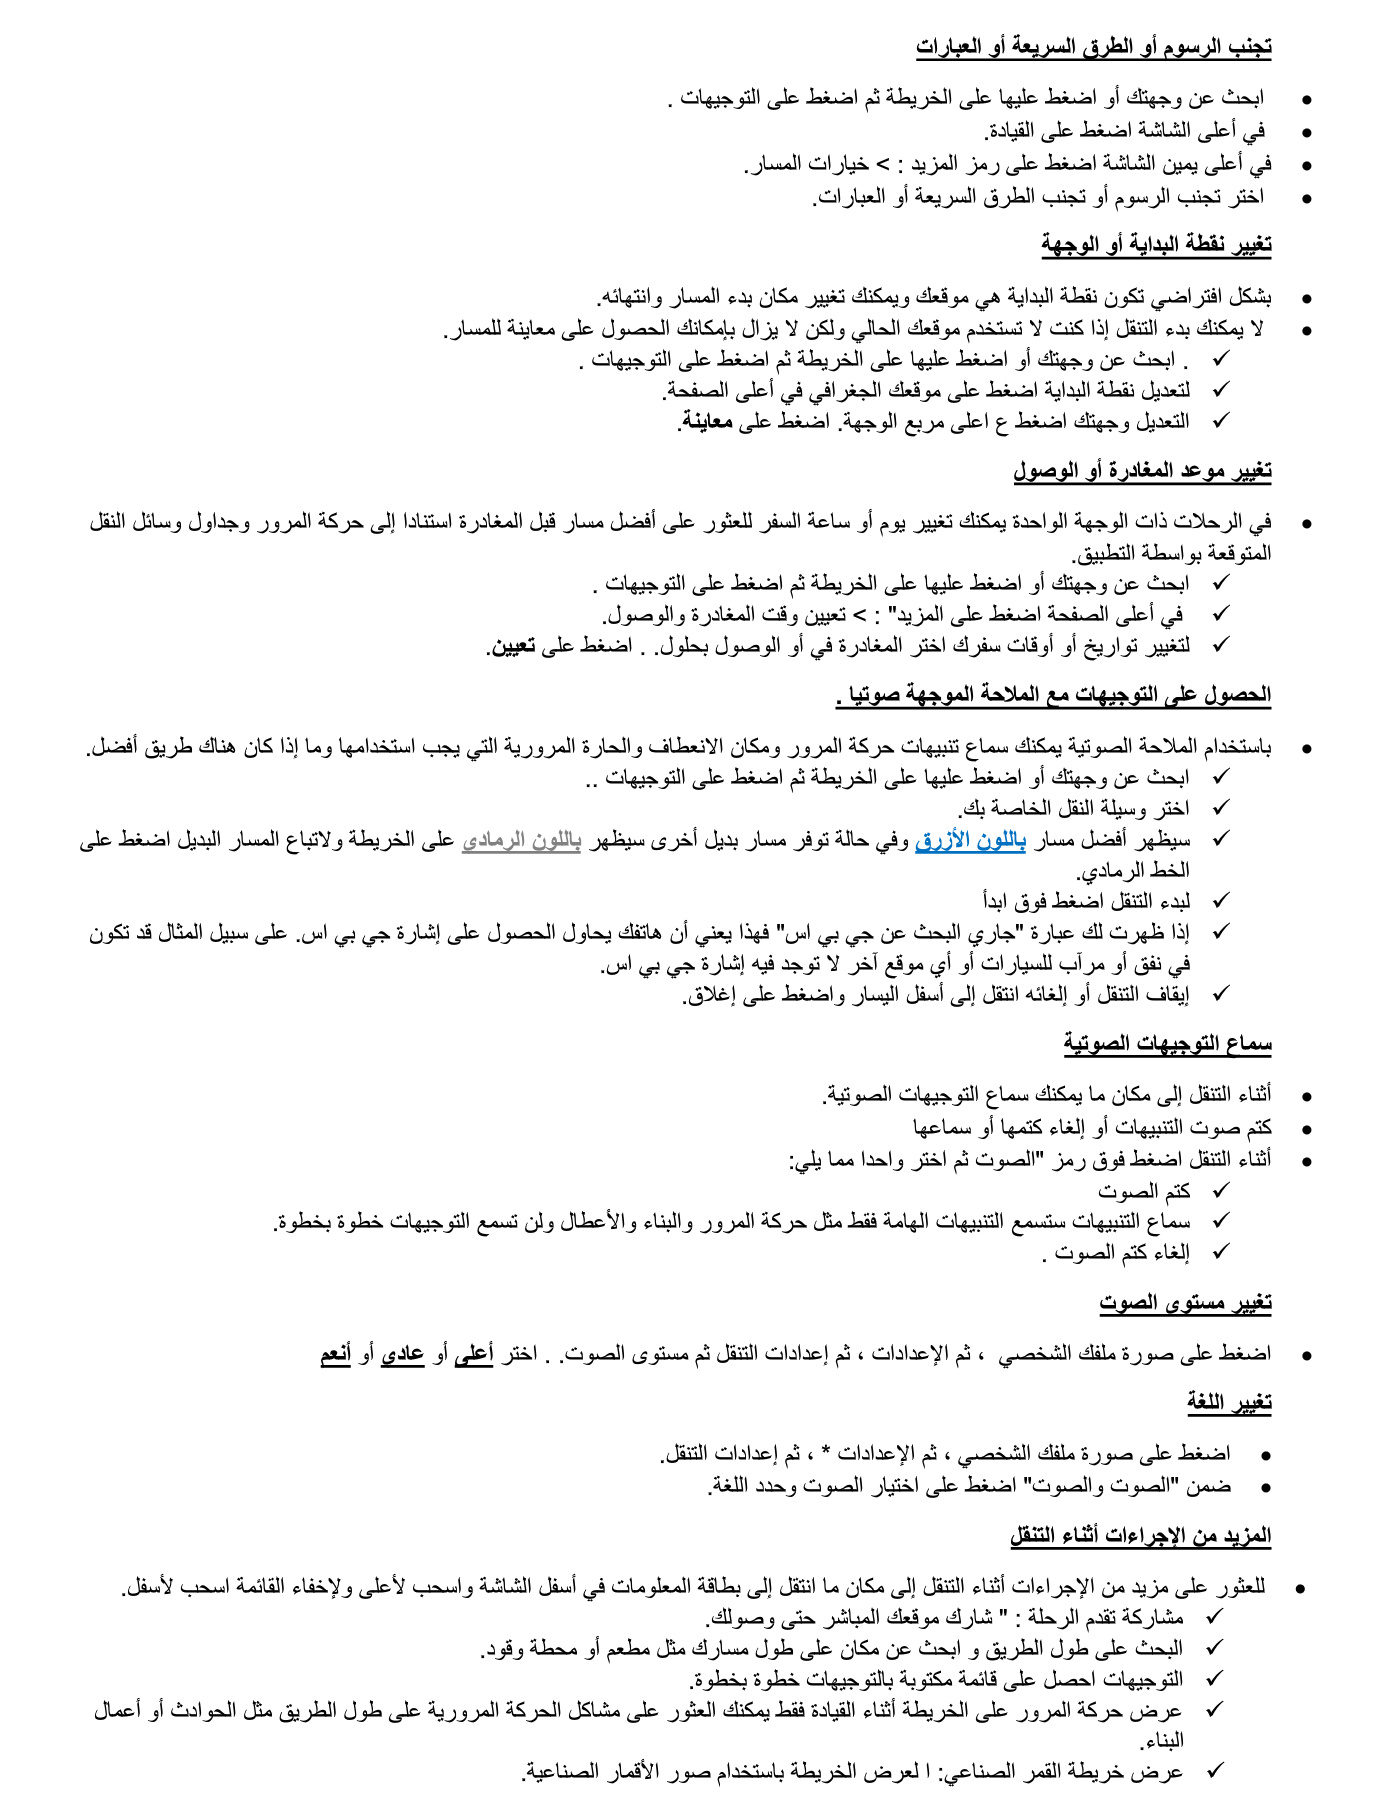 تجنب الرسوم أو الطرق السريعة أو العبارات
• ابحث عن وجهتك أو اضغط عليها على الخريطة ثم اضغط على التوجيهات .
• في أعلى الشاشة اضغط على القيادة.
• في أعلى يمين الشاشة اضغط على رمز المزيد : > خيارات المسار.
• اختر تجنب الرسوم أو تجنب الطرق السريعة أو العبارات.
تغيير نقطة البداية أو الوجهة
• بشكل افتراضي تكون نقطة البداية هي موقعك ويمكنك تغيير مكان بدء المسار وانتهائه.
• لا يمكنك بدء التنقل إذا كنت لا تستخدم موقعك الحالي ولكن لا يزال بإمكانك الحصول على معاينة للمسار.
✓ . ابحث عن وجهتك أو اضغط عليها على الخريطة ثم اضغط على التوجيهات .
✓ لتعديل نقطة البداية اضغط على موقعك الجغرافي في أعلى الصفحة.
✓ التعديل وجهتك اضغط ع اعلى مربع الوجهة. اضغط على معاينة.
تغيير موعد المغادرة أو الوصول
• في الرحلات ذات الوجهة الواحدة يمكنك تغيير يوم أو ساعة السفر للعثور على أفضل مسار قبل المغادرة استنادا إلى حركة المرور وجداول وسائل النقل
المتوقعة بواسطة التطبيق.
✓ ابحث عن وجهتك أو اضغط عليها على الخريطة ثم اضغط على التوجيهات .
✓ في أعلى الصفحة اضغط على المزيد" : > تعيين وقت المغادرة والوصول.
✓ لتغيير تواريخ أو أوقات سفرك اختر المغادرة في أو الوصول بحلول. . اضغط على تعيين.
الحصول على التوجيهات مع الملاحة الموجهة صوتيا .
• باستخدام الملاحة الصوتية يمكنك سماع تنبيهات حركة المرور ومكان الانعطاف والحارة المرورية التي يجب استخدامها وما إذا كان هناك طريق أفضل.
✓ ابحث عن وجهتك أو اضغط عليها على الخريطة ثم اضغط على التوجيهات ..
✓ اختر وسيلة النقل الخاصة بك.
✓ سيظهر أفضل مسار باللون الأزرق وفي حالة توفر مسار بديل أخرى سيظهر باللون الرمادي على الخريطة ولاتباع المسار البديل اضغط على
الخط الرمادي.
✓ لبدء التنقل اضغط فوق ابدأ
✓ إذا ظهرت لك عبارة "جاري البحث عن جي بي اس" فهذا يعني أن هاتفك يحاول الحصول على إشارة جي بي اس. على سبيل المثال قد تكون
في نفق أو مرآب للسيارات أو أي موقع آخر لا توجد فيه إشارة جي بي اس.
✓ إيقاف التنقل أو إلغائه انتقل إلى أسفل اليسار واضغط على إغلاق.
سماع التوجيهات الصوتية
• أثناء التنقل إلى مكان ما يمكنك سماع التوجيهات الصوتية.
• كتم صوت التنبيهات أو إلغاء كتمها أو سماعها
• أثناء التنقل اضغط فوق رمز "الصوت ثم اختر واحدا مما يلي:
✓ كتم الصوت
✓ سماع التنبيهات ستسمع التنبيهات الهامة فقط مثل حركة المرور والبناء والأعطال ولن تسمع التوجيهات خطوة بخطوة.
✓ إلغاء كتم الصوت .
تغيير مستوى الصوت
• اضغط على صورة ملفك الشخصي ، ثم الإعدادات ، ثم إعدادات التنقل ثم مستوى الصوت. . اختر أعلى أو عادي أو أنعم
تغيير اللغة
• اضغط على صورة ملفك الشخصي ، ثم الإعدادات * ، ثم إعدادات التنقل.
• ضمن "الصوت والصوت" اضغط على اختيار الصوت وحدد اللغة.
المزيد من الإجراءات أثناء التنقل
• للعثور على مزيد من الإجراءات أثناء التنقل إلى مكان ما انتقل إلى بطاقة المعلومات في أسفل الشاشة واسحب لأعلى ولإخفاء القائمة اسحب لأسفل.
✓ مشاركة تقدم الرحلة : " شارك موقعك المباشر حتى وصولك.
✓ البحث على طول الطريق و ابحث عن مكان على طول مسارك مثل مطعم أو محطة وقود.
✓ التوجيهات احصل على قائمة مكتوبة بالتوجيهات خطوة بخطوة.
✓ عرض حركة المرور على الخريطة أثناء القيادة فقط يمكنك العثور على مشاكل الحركة المرورية على طول الطريق مثل الحوادث أو أعمال
البناء.
✓ عرض خريطة القمر الصناعي: ا لعرض الخريطة باستخدام صور الأقمار الصناعية.